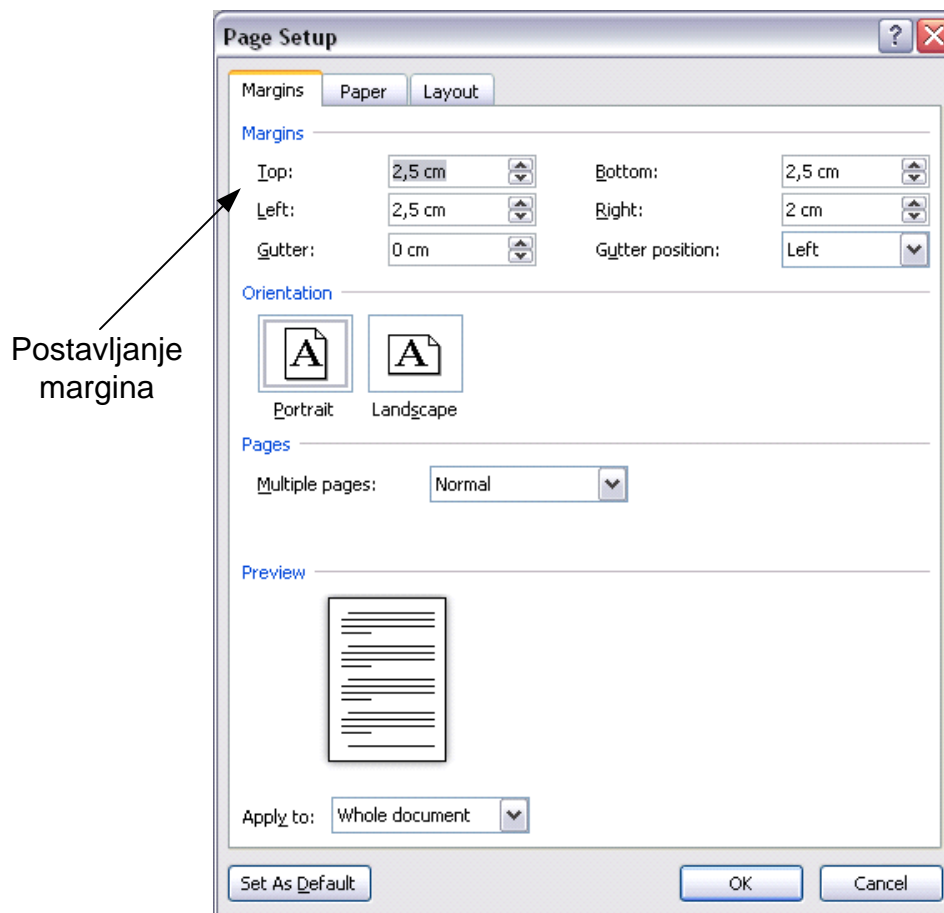 Page Setup
Margins Paper Layout
Margins
Top: 2,5 cm Bottom: 2,5 cm
Left: 2,5 cm Right: 2 cm
Gutter: 0 cm Gutter position: Left
Orientation
A A
Postavljanje
margina
Portrait Landscape
Pages
Multiple pages: Normal
Preview
Apply to: Whole document
Set As Default OK Cancel